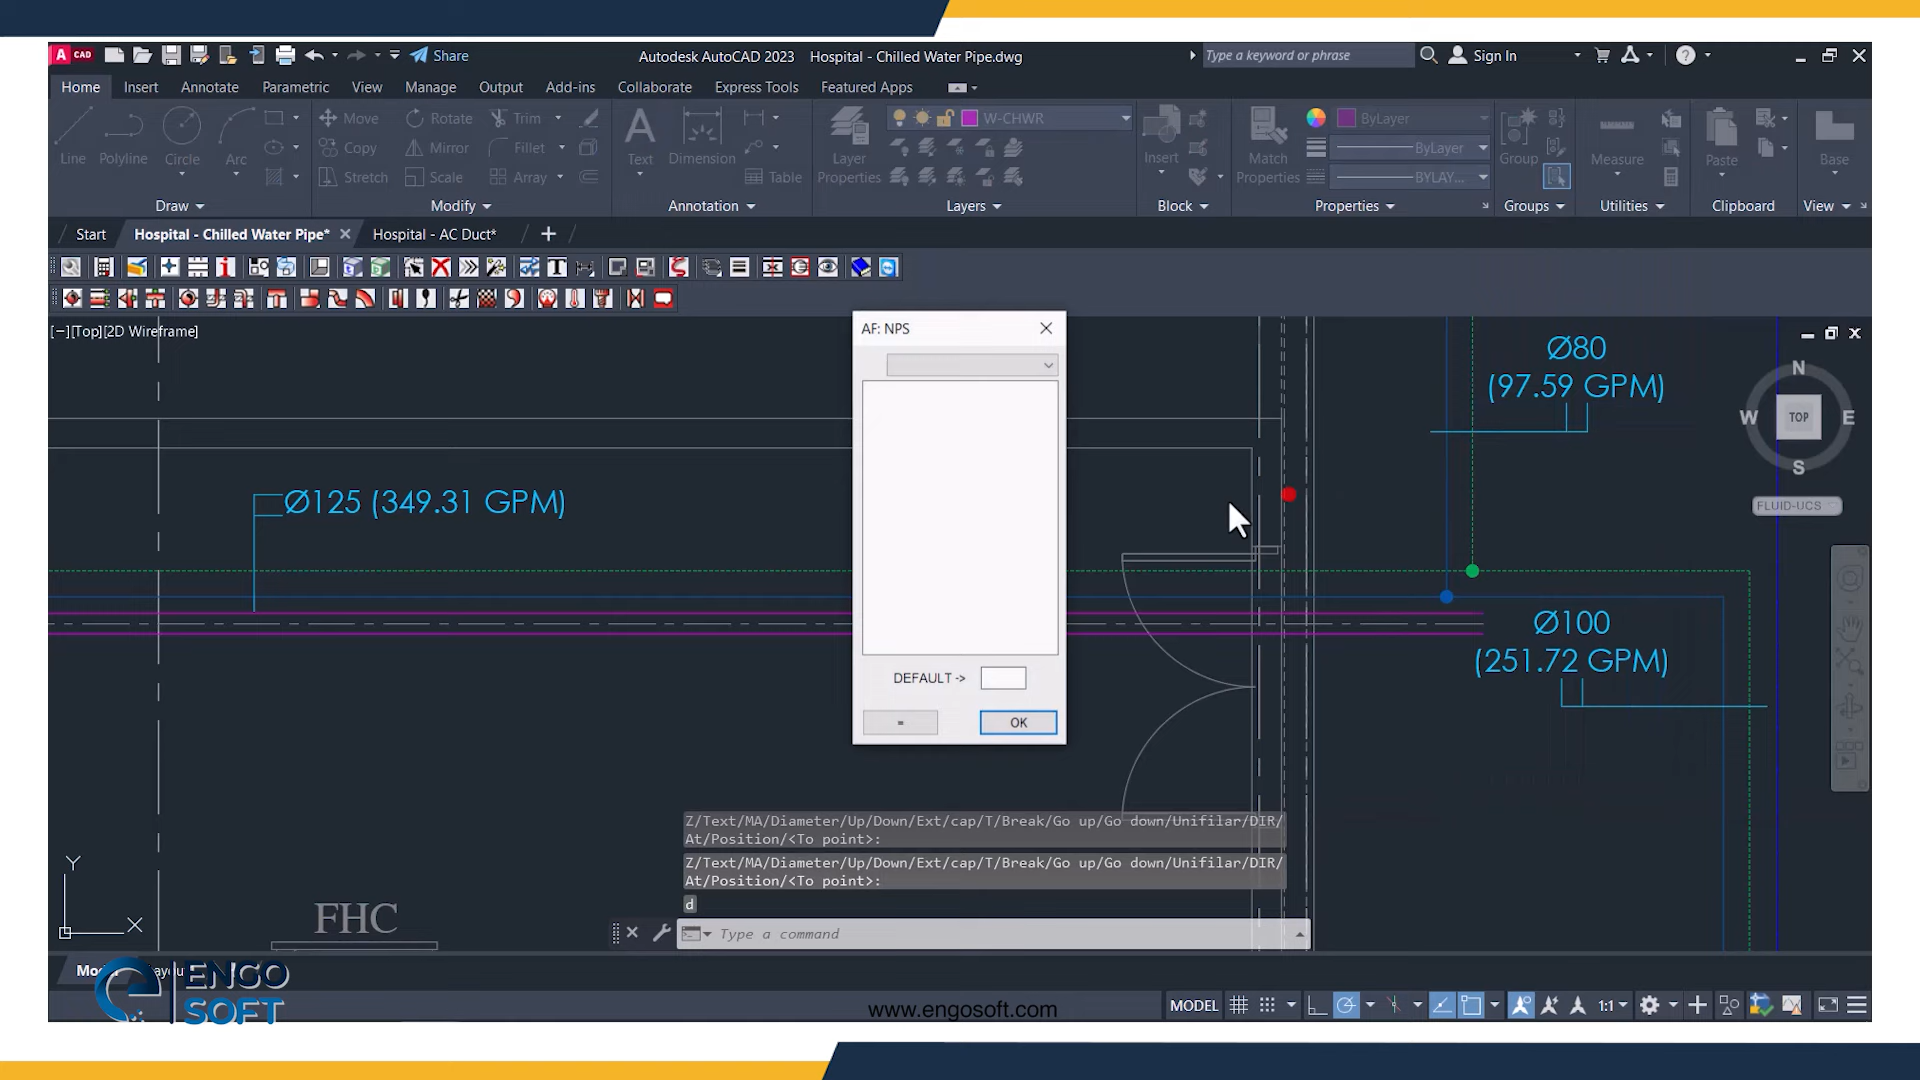 A CAD
Share
Autodesk AutoCAD 2023 Hospital - Chilled Water Pipe.dwg
Type a keyword or phrase
Sign In
Home Insert Annotate Parametric View Manage Output Add-ins Collaborate Express Tools Featured Apps
Line
Polyline
Circle
Arc
Move
Rotate
Trim
Copy
Mirror
Fillet
Stretch
Scale
Array
Text
Dimension
Table
Layer
Properties
W-CHWR
Insert
Match
Properties
ByLayer
ByLayer
BYLAY...
Group
Measure
Paste
Base
Draw
Modify
Annotation
Layers
Block
Properties
Groups
Utilities
Clipboard
View
Start
Hospital - Chilled Water Pipe*
Hospital - AC Duct*
[−][Top][2D Wireframe]
AF: NPS
DEFAULT ->
=
OK
Ø80
(97.59 GPM)
N
W
TOP
E
S
FLUID-UCS
Ø125 (349.31 GPM)
Ø100
(251.72 GPM)
Z/Text/MA/Diameter/Up/Down/Ext/cap/T/Break/Go up/Go down/Unifilar/DIR/
At/Position/<To point>:
Z/Text/MA/Diameter/Up/Down/Ext/cap/T/Break/Go up/Go down/Unifilar/DIR/
At/Position/<To point>:
d
Type a command
Y
X
FHC
ENGO
SOFT
www.engosoft.com
MODEL
1:1